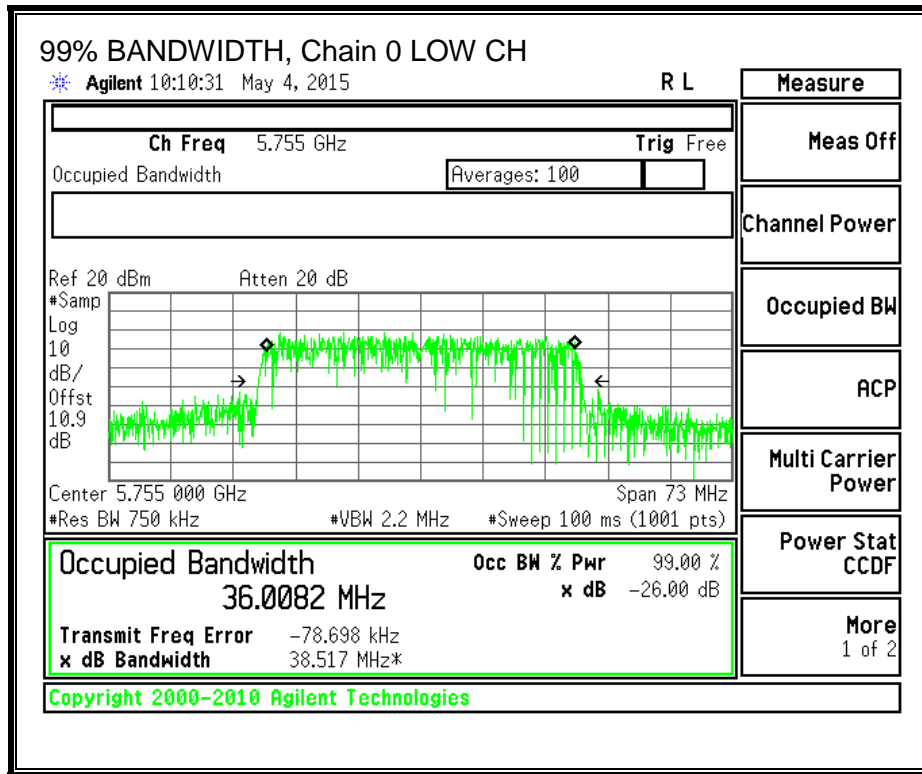 99% BANDWIDTH, Chain 0 LOW CH
Agilent 10:10:31 May 4, 2015 R L
Measure
Ch Freq 5.755 GHz Trig Free
Occupied Bandwidth Averages: 100
Ref 20 dBm Atten 20 dB
#Samp
Log
10
dB/
Offst
10.9
dB
Center 5.755 000 GHz Span 73 MHz
#Res BW 750 kHz #VBW 2.2 MHz #Sweep 100 ms (1001 pts)
Occupied Bandwidth Occ BW % Pwr 99.00 %
36.0082 MHz x dB -26.00 dB
Transmit Freq Error -78.698 kHz
x dB Bandwidth 38.517 MHz*
Copyright 2000-2010 Agilent Technologies
Meas Off
Channel Power
Occupied BW
ACP
Multi Carrier
Power
Power Stat
CCDF
More
1 of 2